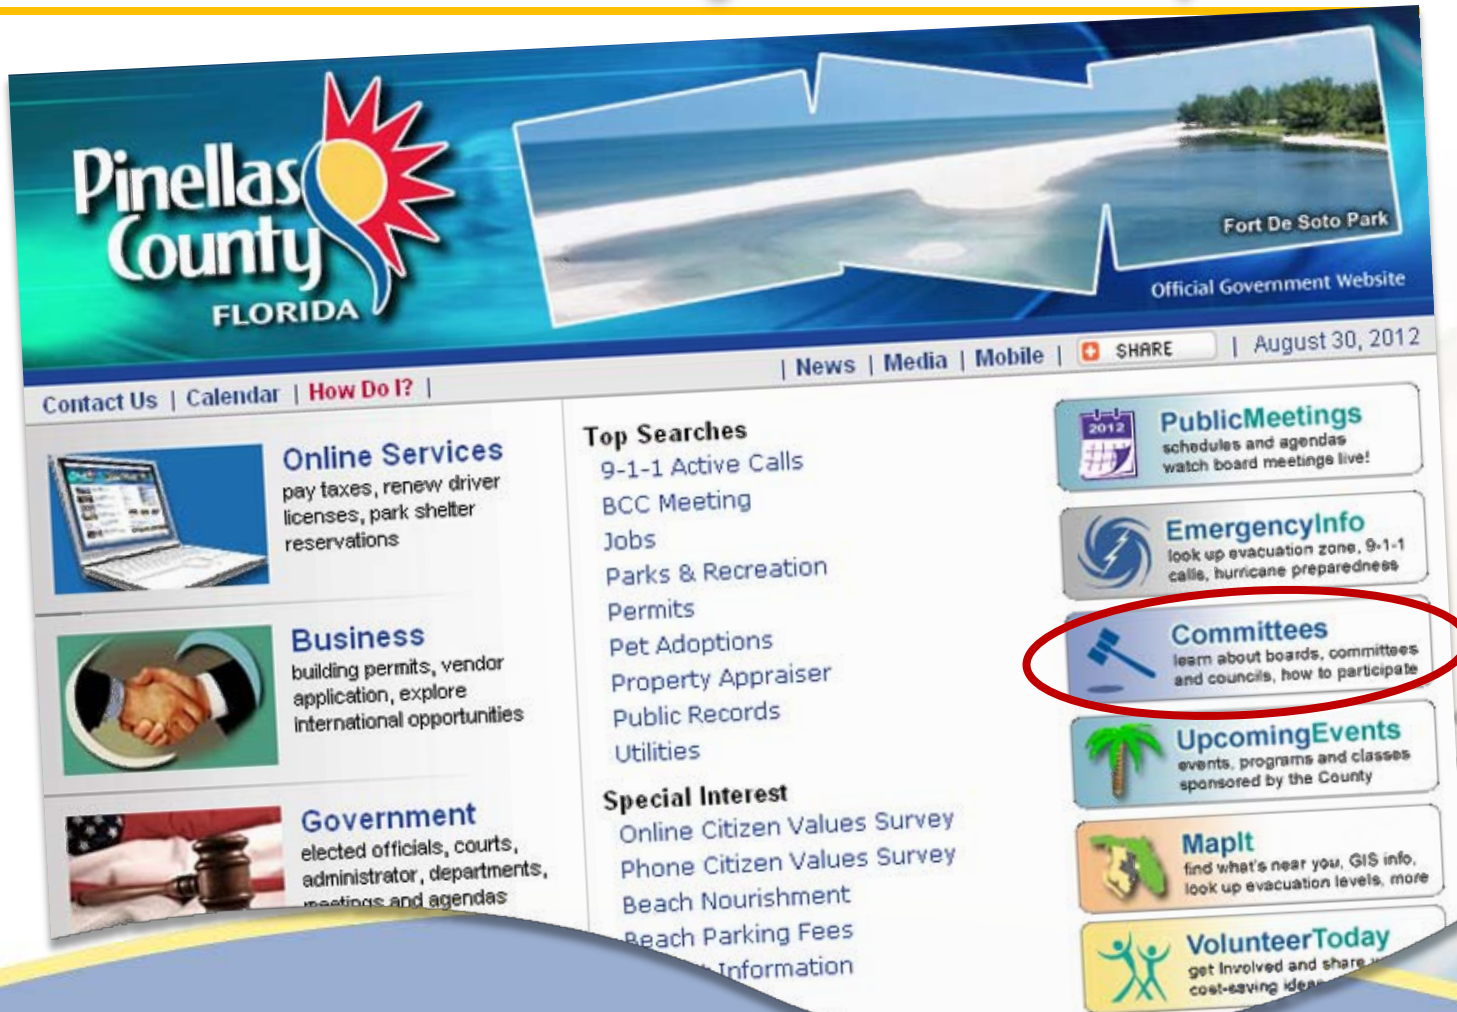 Pinellas
County
FLORIDA
Fort De Soto Park
Official Government Website
Contact Us | Calendar | How Do I? |
| News | Media | Mobile | SHARE | August 30, 2012
Online Services
pay taxes, renew driver
licenses, park shelter
reservations
Business
building permits, vendor
application, explore
international opportunities
Government
elected officials, courts,
administrator, departments,
meetings and agendas
Top Searches
9-1-1 Active Calls
BCC Meeting
Jobs
Parks & Recreation
Permits
Pet Adoptions
Property Appraiser
Public Records
Utilities
Special Interest
Online Citizen Values Survey
Phone Citizen Values Survey
Beach Nourishment
Beach Parking Fees
Information
2012
PublicMeetings
schedules and agendas
watch board meetings live!
EmergencyInfo
look up evacuation zone, 9-1-1
calls, hurricane preparedness
Committees
learn about boards, committees
and councils, how to participate
UpcomingEvents
events, programs and classes
sponsored by the County
MapIt
find what's near you, GIS info,
look up evacuation levels, more
VolunteerToday
get Involved and share
cost-saving